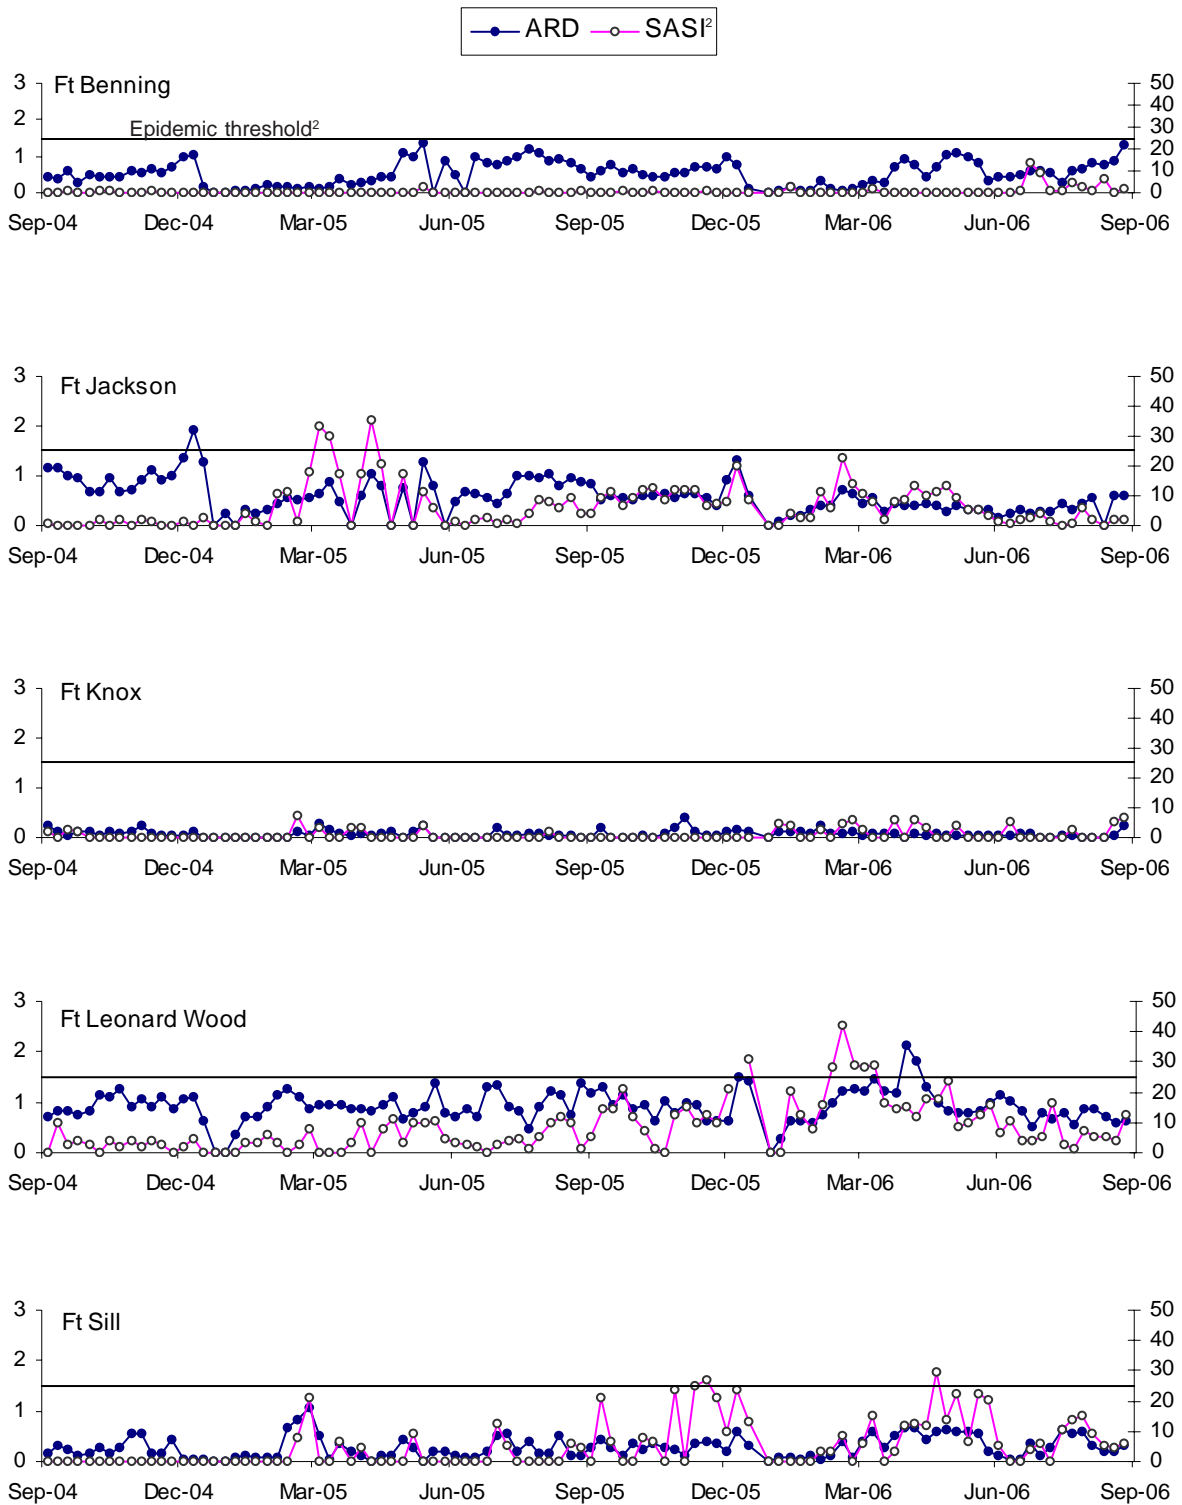 ARD SASI²
3 Ft Benning 50
Epidemic threshold² 40
2 30
1 20
10
0 0
Sep-04 Dec-04 Mar-05 Jun-05 Sep-05 Dec-05 Mar-06 Jun-06 Sep-06
3 Ft Jackson 50
40
2 30
1 20
10
0 0
Sep-04 Dec-04 Mar-05 Jun-05 Sep-05 Dec-05 Mar-06 Jun-06 Sep-06
3 Ft Knox 50
40
2 30
1 20
10
0 0
Sep-04 Dec-04 Mar-05 Jun-05 Sep-05 Dec-05 Mar-06 Jun-06 Sep-06
3 Ft Leonard Wood 50
40
2 30
1 20
10
0 0
Sep-04 Dec-04 Mar-05 Jun-05 Sep-05 Dec-05 Mar-06 Jun-06 Sep-06
3 Ft Sill 50
40
2 30
1 20
10
0 0
Sep-04 Dec-04 Mar-05 Jun-05 Sep-05 Dec-05 Mar-06 Jun-06 Sep-06